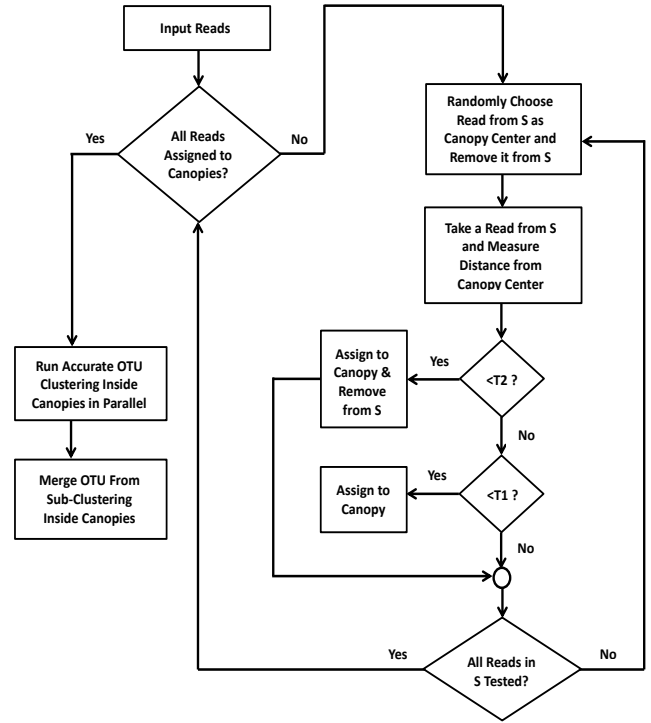 Input Reads
All Reads
Assigned to
Canopies?
Yes
No
Randomly Choose
Read from S as
Canopy Center and
Remove it from S
Take a Read from S
and Measure
Distance from
Canopy Center
<T2 ?
Yes
Assign to
Canopy &
Remove
from S
No
<T1 ?
Yes
Assign to
Canopy
No
All Reads in
S Tested?
Yes
No
Run Accurate OTU
Clustering Inside
Canopies in Parallel
Merge OTU From
Sub-Clustering
Inside Canopies